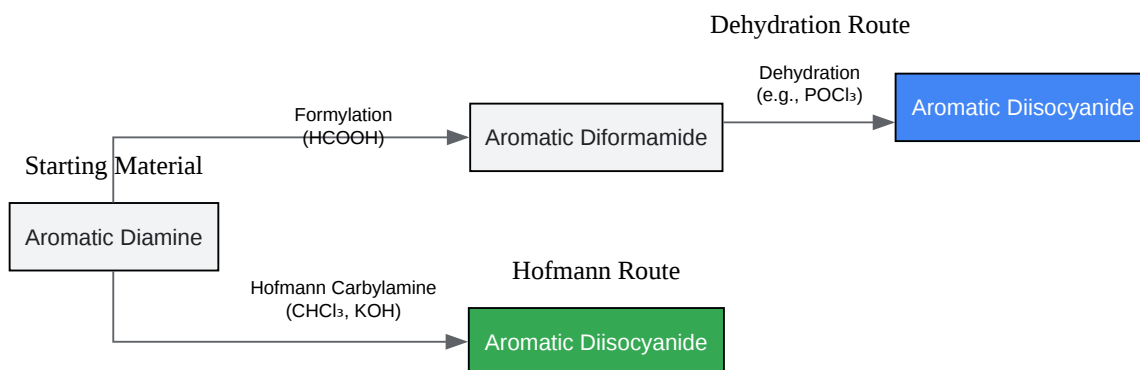 Dehydration Route
Dehydration
(e.g., POCl₃)
Aromatic Diisocyanide
Formylation
(HCOOH)
Aromatic Diformamide
Starting Material
Aromatic Diamine
Hofmann Route
Hofmann Carbylamine
(CHCl₃, KOH)
Aromatic Diisocyanide